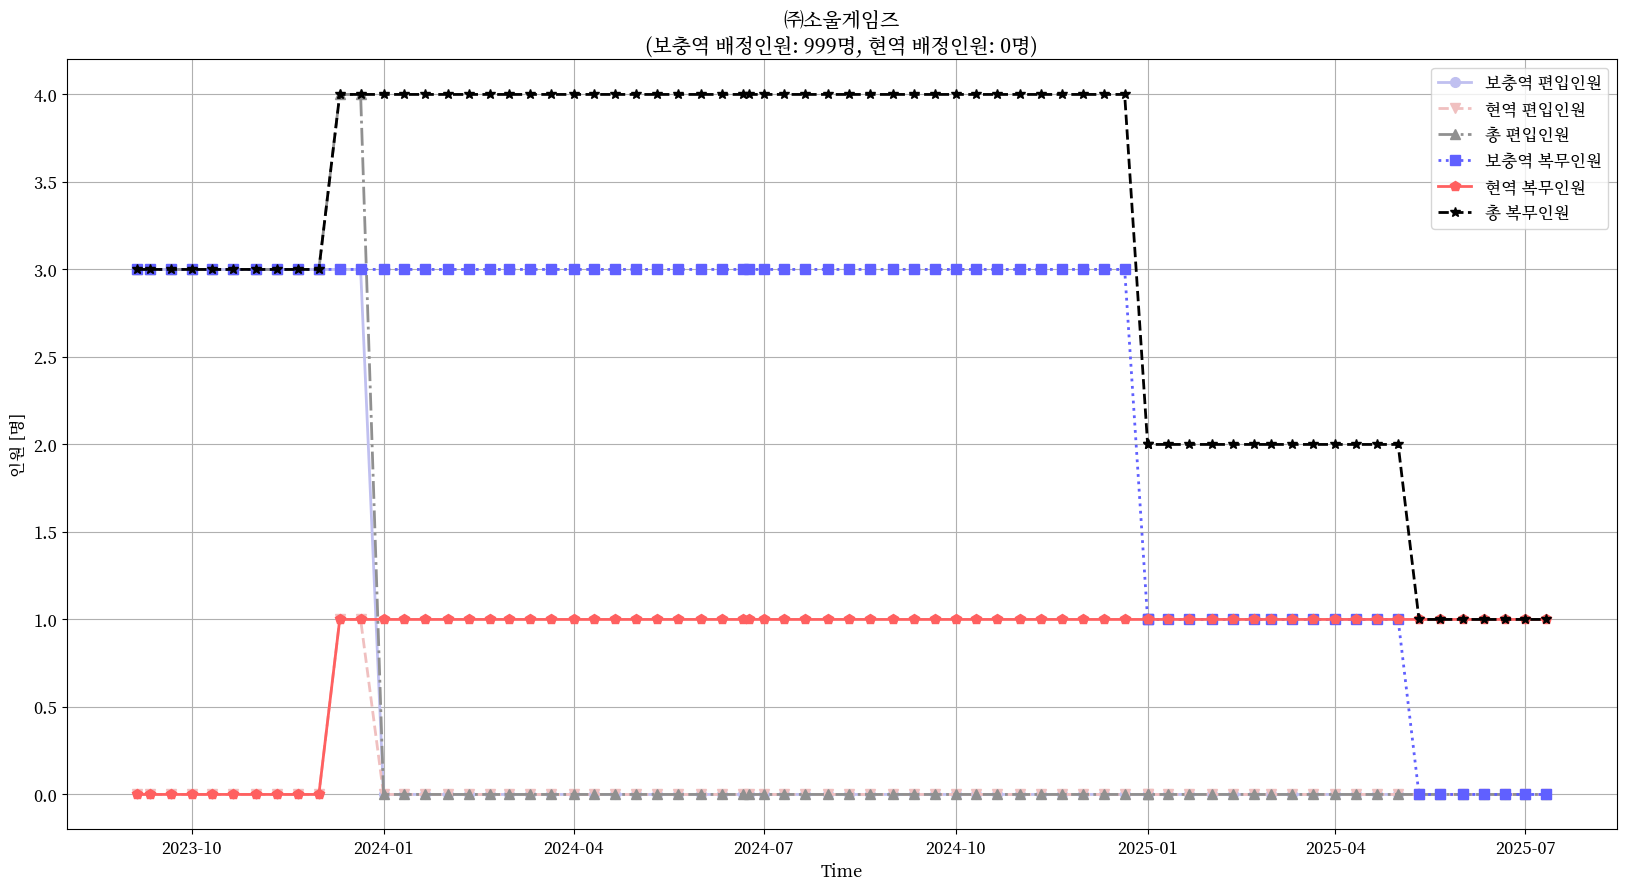 ㈜소울게임즈
(보충역 배정인원: 999명, 현역 배정인원: 0명)
보충역 편입인원
현역 편입인원
총 편입인원
보충역 복무인원
현역 복무인원
총 복무인원
인원 [명]
4.0
3.5
3.0
2.5
2.0
1.5
1.0
0.5
0.0
2023-10 2024-01 2024-04 2024-07 2024-10 2025-01 2025-04 2025-07
Time